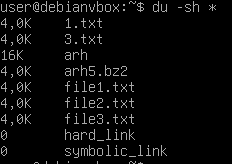 user@debianvbox:~$ du -sh *
4,0K 1.txt
4,0K 3.txt
16K arh
4,0K arh5.bz2
4,0K file1.txt
4,0K file2.txt
4,0K file3.txt
0 hard_link
0 symbolic_link